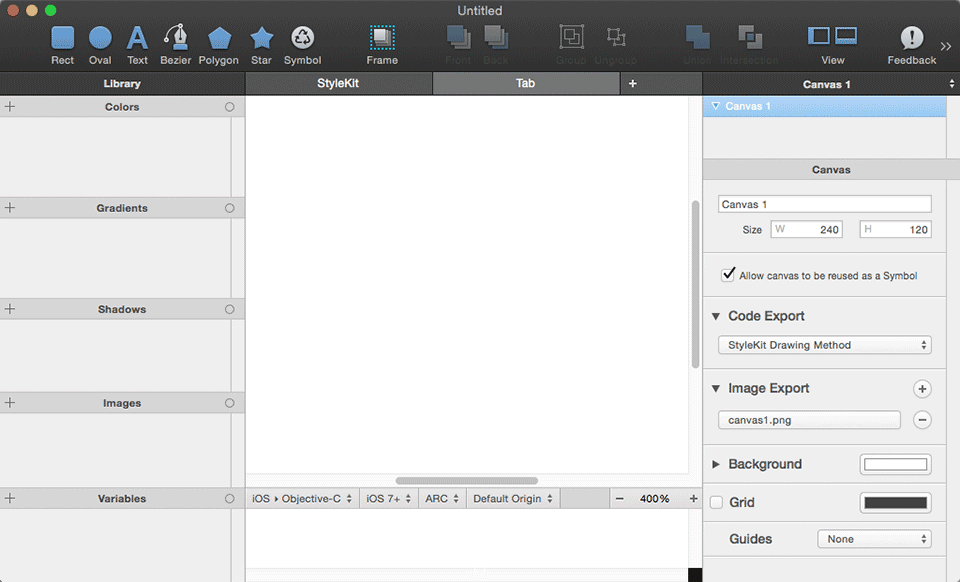 Untitled
Rect Oval Text Bezier Polygon Star Symbol Frame Front Back Group Ungroup Union Intersection View Feedback
Library StyleKit Tab + Canvas 1
Colors
Canvas 1
Canvas
Canvas 1
Gradients
Size W 240 H 120
Allow canvas to be reused as a Symbol
Shadows
Code Export
StyleKit Drawing Method
Image Export
Images
canvas1.png
Background
Variables
iOS ▸ Objective-C iOS 7+ ARC Default Origin − 400% +
Grid
Guides None